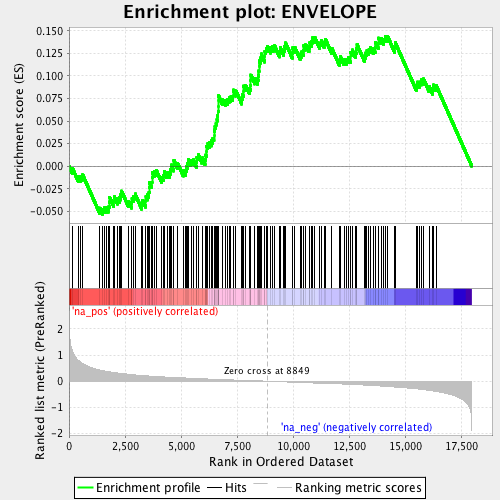 Enrichment plot: ENVELOPE
Enrichment score (ES)
0.150
0.125
0.100
0.075
0.050
0.025
0.000
-0.025
-0.050
'na_pos' (positively correlated)
Ranked list metric (PreRanked)
2
1
0
-1
-2
Zero cross at 8849
'na_neg' (negatively correlated)
0
2,500
5,000
7,500
10,000
12,500
15,000
17,500
Rank in Ordered Dataset
Enrichment profile
Hits
Ranking metric scores